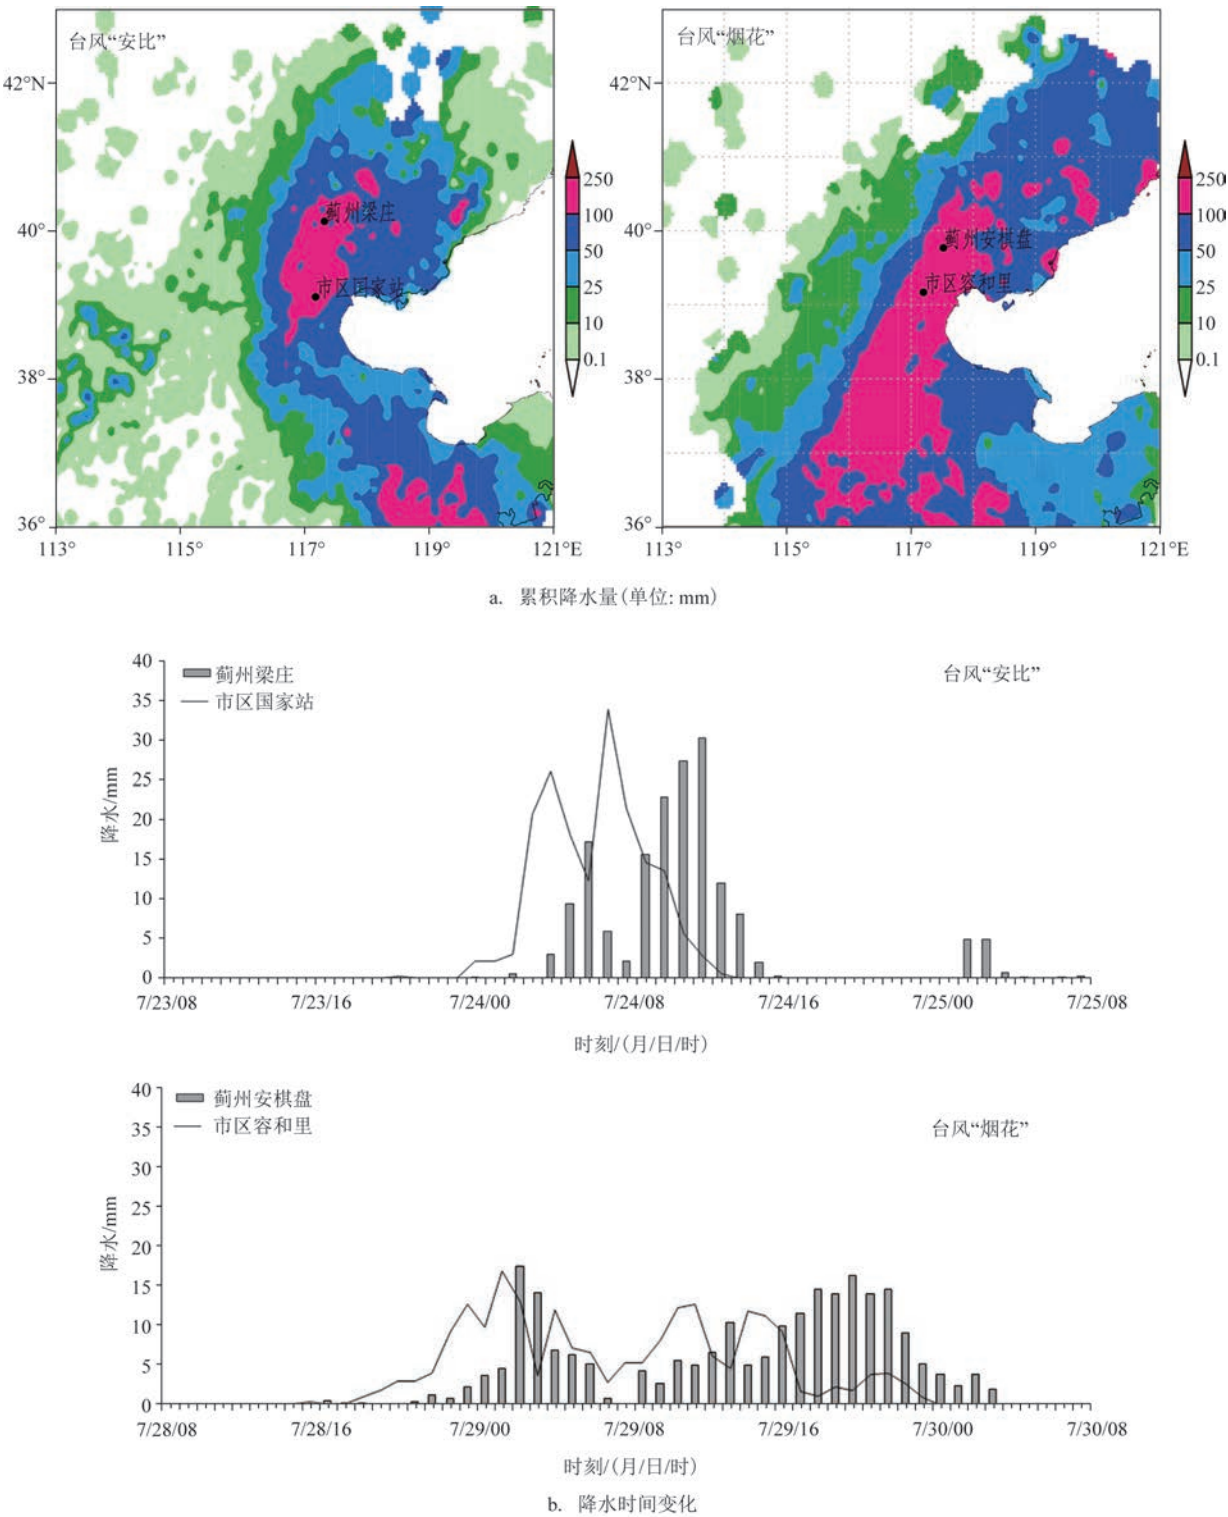 台风“安比”
42°N
40°
38°
36°
113°
115°
117°
119°
121°E
蓟州梁庄
市区国家站
250
100
50
25
10
0.1
台风“烟花”
42°N
40°
38°
36°
113°
115°
117°
119°
121°E
蓟州安棋盘
市区容和里
250
100
50
25
10
0.1
a. 累积降水量(单位: mm)
台风“安比”
蓟州梁庄
市区国家站
降水/mm
40
35
30
25
20
15
10
5
0
7/23/08 7/23/16 7/24/00 7/24/08 7/24/16 7/25/00 7/25/08
时刻/(月/日/时)
台风“烟花”
蓟州安棋盘
市区容和里
降水/mm
40
35
30
25
20
15
10
5
0
7/28/08 7/28/16 7/29/00 7/29/08 7/29/16 7/30/00 7/30/08
时刻/(月/日/时)
b. 降水时间变化